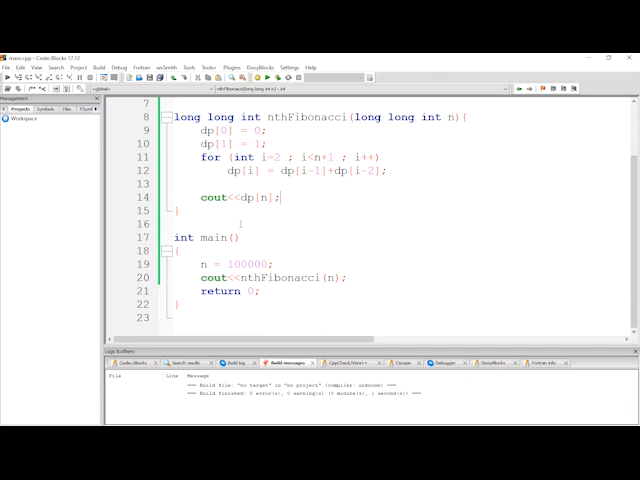 main.cpp - Code::Blocks 17.12
File Edit View Search Project Build Debug Fortran wxSmith Tools Tools+ Plugins DoxyBlocks Settings Help
<global> nthFibonacci(long long int n) : int
Management
Projects Symbols Files FSymbols
Workspace
7
8 long long int nthFibonacci(long long int n){
9 dp[0] = 0;
10 dp[1] = 1;
11 for (int i=2 ; i<n+1 ; i++)
12 dp[i] = dp[i-1]+dp[i-2];
13
14 cout<<dp[n];
15 }
16
17 int main()
18 {
19 n = 100000;
20 cout<<nthFibonacci(n);
21 return 0;
22 }
23
Logs & others
Code::Blocks Search results Build log Build messages CppCheck/Vera++ Cscope Debugger DoxyBlocks Fortran info
File Line Message
=== Build file: "no target" in "no project" (compiler: unknown) ===
=== Build finished: 0 error(s), 0 warning(s) (0 minute(s), 1 second(s)) ===